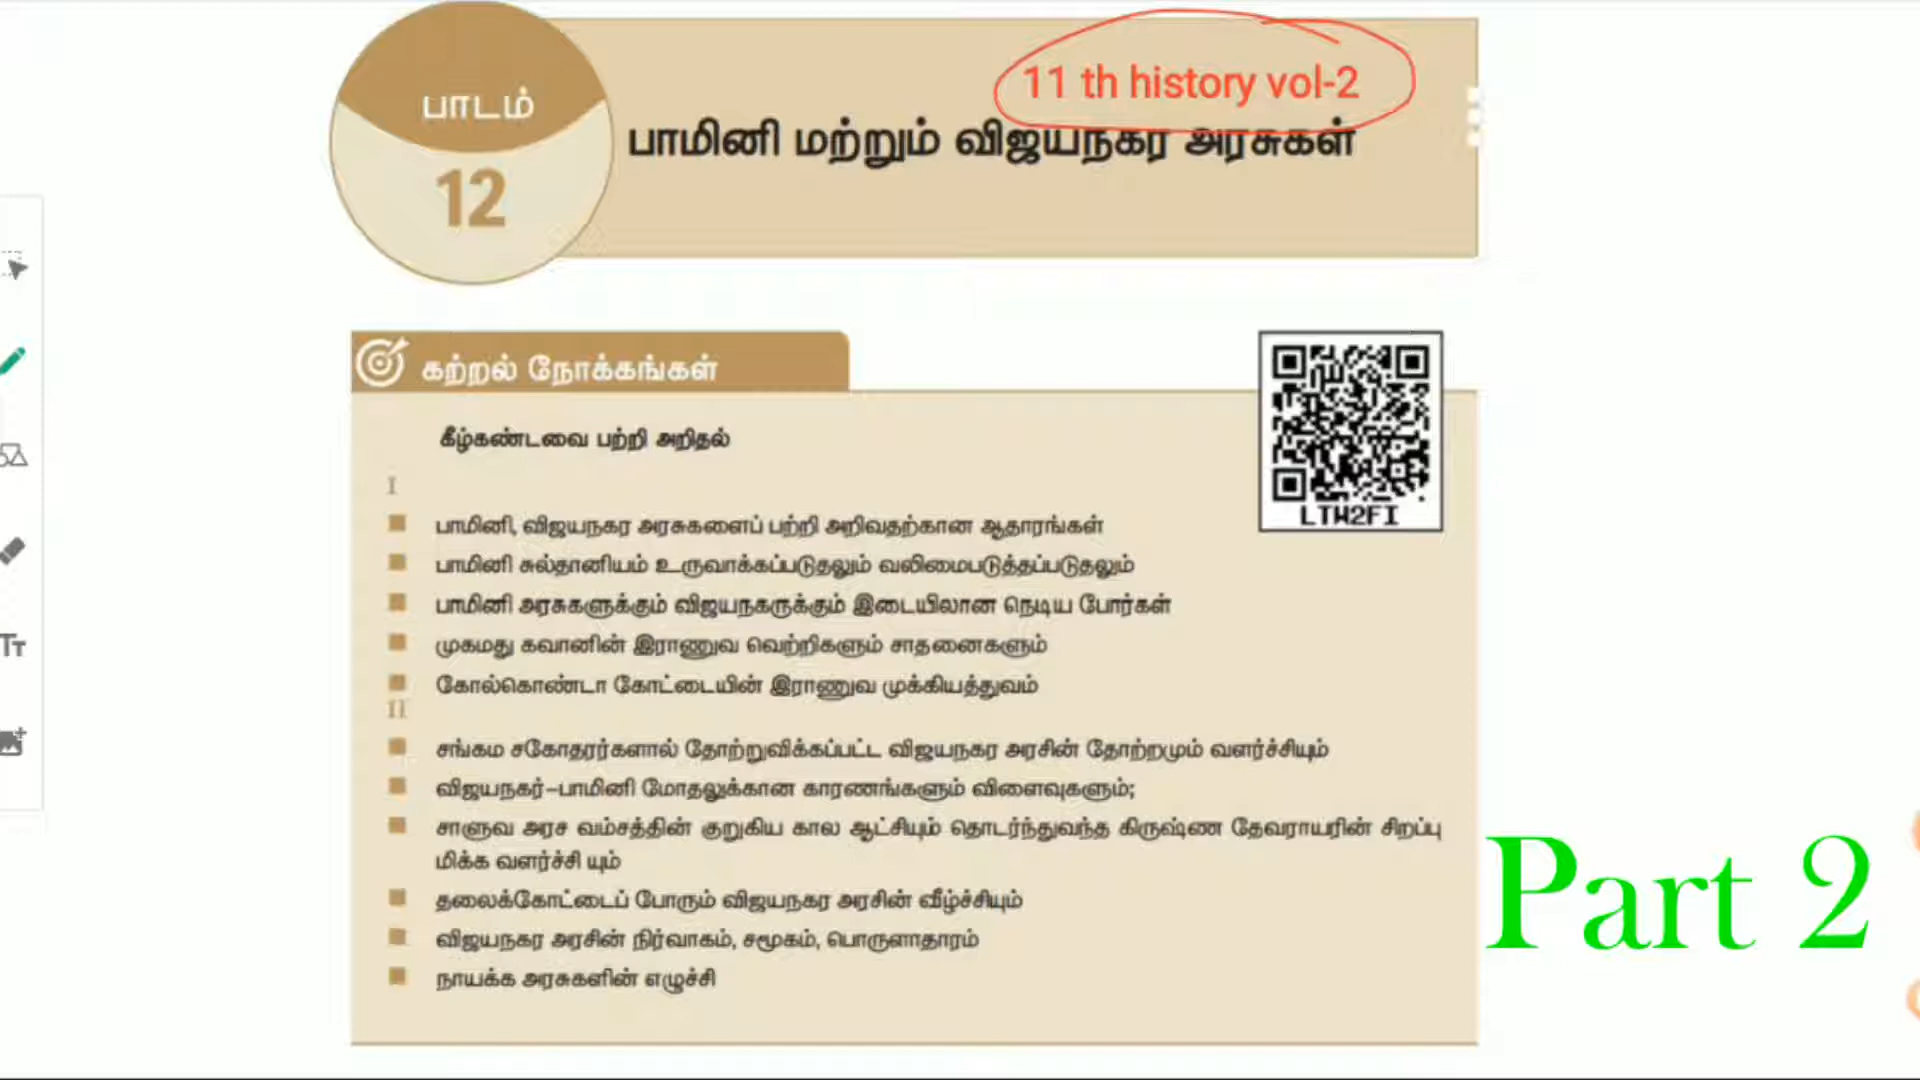 பாடம்
12
11 th history vol-2
பாமினி மற்றும் விஜயநகர அரசுகள்
கற்றல் நோக்கங்கள்
LTW2FI
கீழ்கண்டவை பற்றி அறிதல்
I
பாமினி, விஜயநகர அரசுகளைப் பற்றி அறிவதற்கான ஆதாரங்கள்
பாமினி சுல்தானியம் உருவாக்கப்படுதலும் வலிமைபடுத்தப்படுதலும்
பாமினி அரசுகளுக்கும் விஜயநகருக்கும் இடையிலான நெடிய போர்கள்
முகமது கவானின் இராணுவ வெற்றிகளும் சாதனைகளும்
கோல்கொண்டா கோட்டையின் இராணுவ முக்கியத்துவம்
II
சங்கம சகோதரர்களால் தோற்றுவிக்கப்பட்ட விஜயநகர அரசின் தோற்றமும் வளர்ச்சியும்
விஜயநகர்–பாமினி மோதலுக்கான காரணங்களும் விளைவுகளும்;
சாளுவ அரச வம்சத்தின் குறுகிய கால ஆட்சியும் தொடர்ந்துவந்த கிருஷ்ண தேவராயரின் சிறப்பு
மிக்க வளர்ச்சி யும்
தலைக்கோட்டைப் போரும் விஜயநகர அரசின் வீழ்ச்சியும்
விஜயநகர அரசின் நிர்வாகம், சமூகம், பொருளாதாரம்
நாயக்க அரசுகளின் எழுச்சி
Part 2
Tт